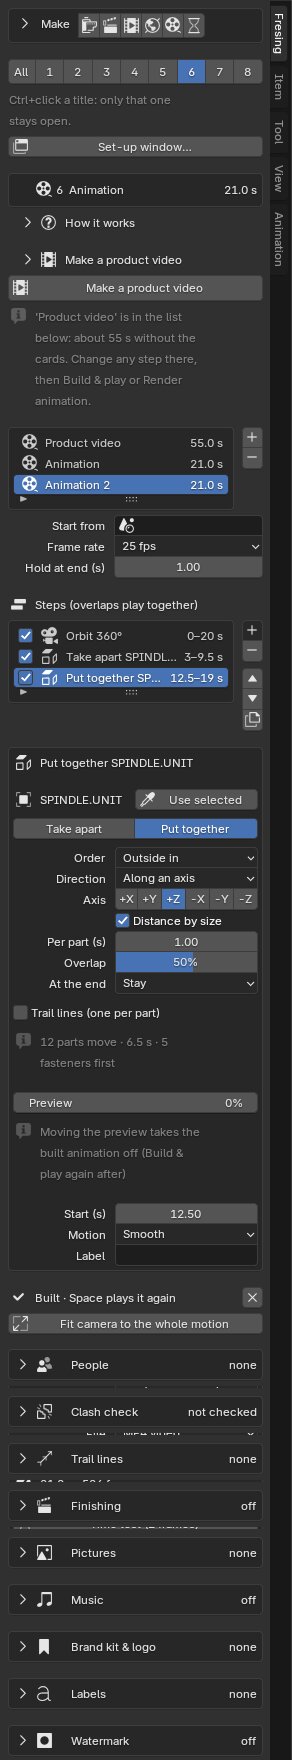 Make
Fresing
Item
Tool
View
Animation
All 1 2 3 4 5 6 7 8
Ctrl+click a title: only that one
stays open.
Set-up window...
6 Animation 21.0 s
How it works
Make a product video
Make a product video
'Product video' is in the list
below: about 55 s without the
cards. Change any step there,
then Build & play or Render
animation.
Product video 55.0 s
Animation 21.0 s
Animation 2 21.0 s
Start from
Frame rate 25 fps
Hold at end (s) 1.00
Steps (overlaps play together)
Orbit 360° 0–20 s
Take apart SPINDL... 3–9.5 s
Put together SP... 12.5–19 s
Put together SPINDLE.UNIT
SPINDLE.UNIT Use selected
Take apart Put together
Order Outside in
Direction Along an axis
Axis +X +Y +Z -X -Y -Z
Distance by size
Per part (s) 1.00
Overlap 50%
At the end Stay
Trail lines (one per part)
12 parts move · 6.5 s · 5
fasteners first
Preview 0%
Moving the preview takes the
built animation off (Build &
play again after)
Start (s) 12.50
Motion Smooth
Label
Built · Space plays it again
Fit camera to the whole motion
People none
Clash check not checked
Trail lines none
Finishing off
Pictures none
Music off
Brand kit & logo none
Labels none
Watermark off